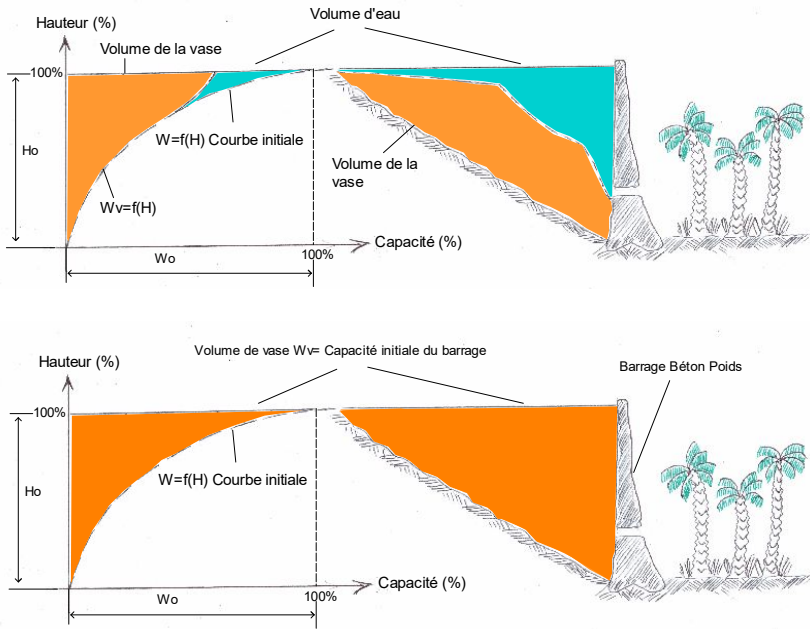 Hauteur (%)
Volume d'eau
Volume de la vase
100%
W=f(H) Courbe initiale
Volume de la
vase
Ho
Wv=f(H)
Capacité (%)
100%
Wo
Hauteur (%)
Volume de vase Wv= Capacité initiale du barrage
Barrage Béton Poids
100%
W=f(H) Courbe initiale
Ho
Capacité (%)
100%
Wo